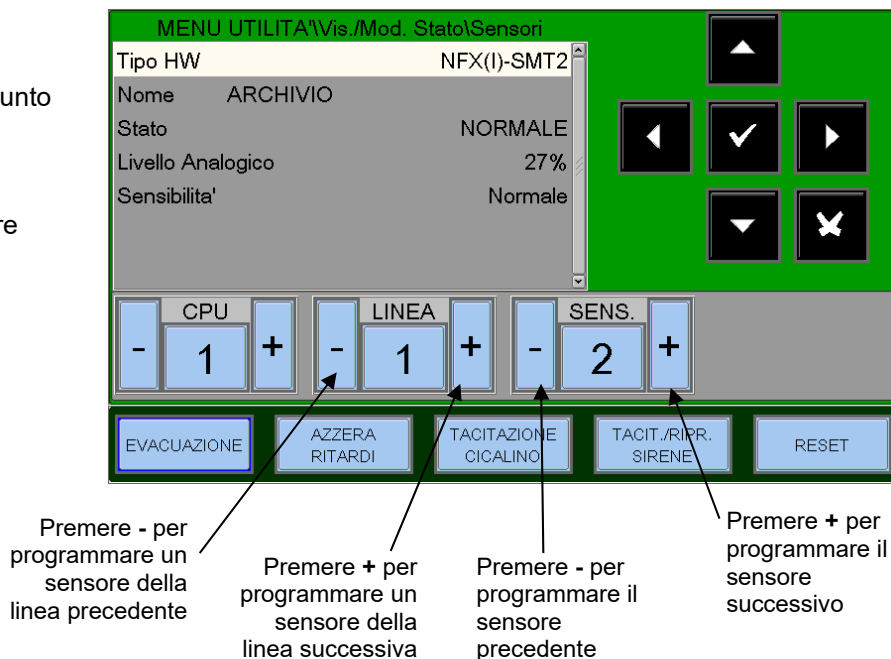 MENU UTILITA'\Vis./Mod. Stato\Sensori
Tipo HW NFX(I)-SMT2
unto
Nome ARCHIVIO
Stato NORMALE
Livello Analogico 27%
re
Sensibilita' Normale
CPU LINEA SENS.
- 1 + - 1 + - 2 +
EVACUAZIONE
AZZERA
RITARDI
TACITAZIONE
CICALINO
TACIT./RIPR.
SIRENE
RESET
Premere - per
programmare un
sensore della
linea precedente
Premere + per
programmare un
sensore della
linea successiva
Premere - per
programmare il
sensore
precedente
Premere + per
programmare il
sensore
successivo